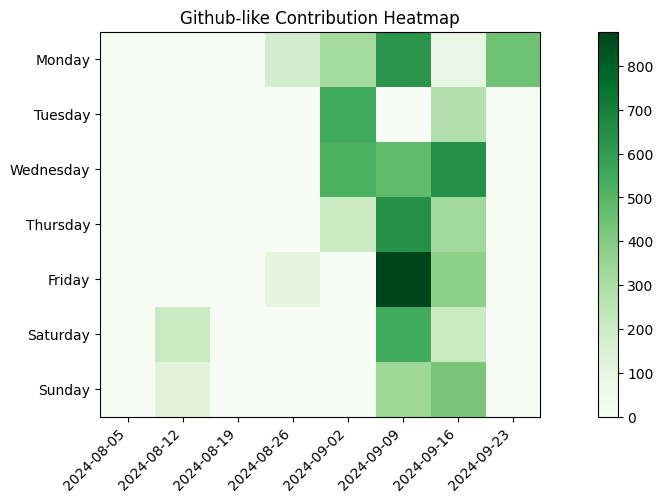 Github-like Contribution Heatmap
Monday
Tuesday
Wednesday
Thursday
Friday
Saturday
Sunday
2024-08-05
2024-08-12
2024-08-19
2024-08-26
2024-09-02
2024-09-09
2024-09-16
2024-09-23
800
700
600
500
400
300
200
100
0